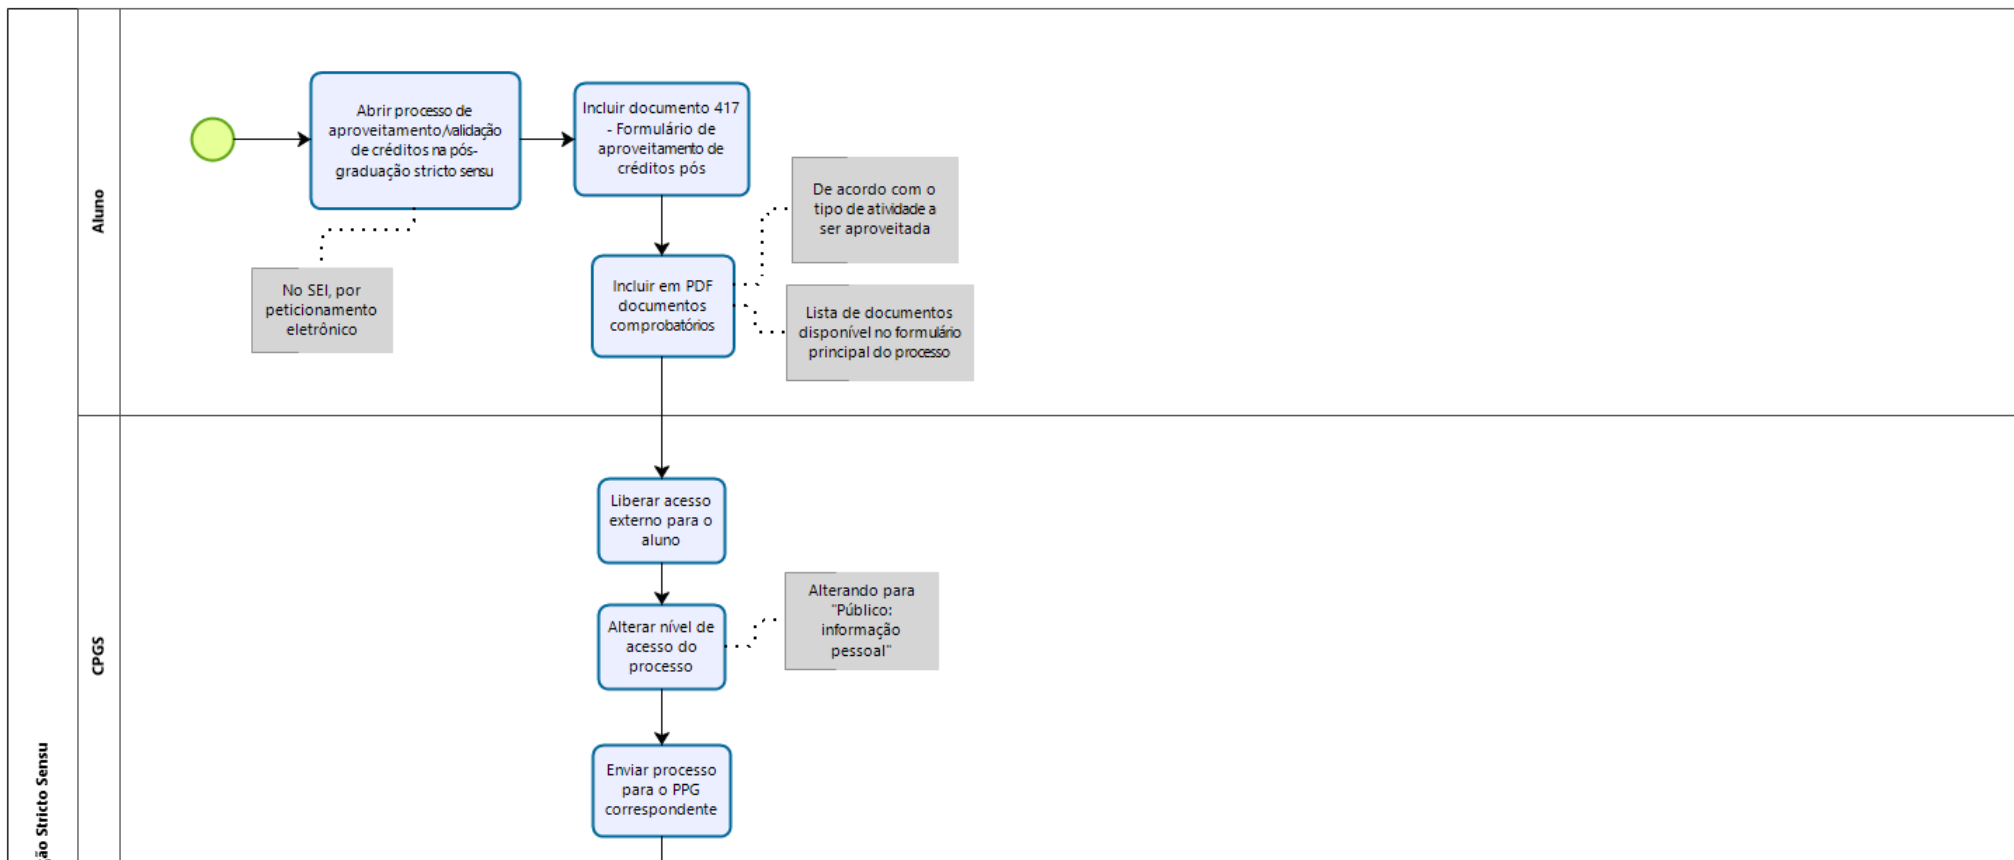 Aluno
Abrir processo de
aproveitamento/validação
de créditos na pós-
graduação stricto sensu
Incluir documento 417
- Formulário de
aproveitamento de
créditos pós
De acordo com o
tipo de atividade a
ser aproveitada
No SEI, por
peticionamento
eletrônico
Incluir em PDF
documentos
comprobatórios
Lista de documentos
disponível no formulário
principal do processo
CPGS
Liberar acesso
externo para o
aluno
Alterar nível de
acesso do
processo
Alterando para
"Público:
informação
pessoal"
Enviar processo
para o PPG
correspondente
ão Stricto Sensu